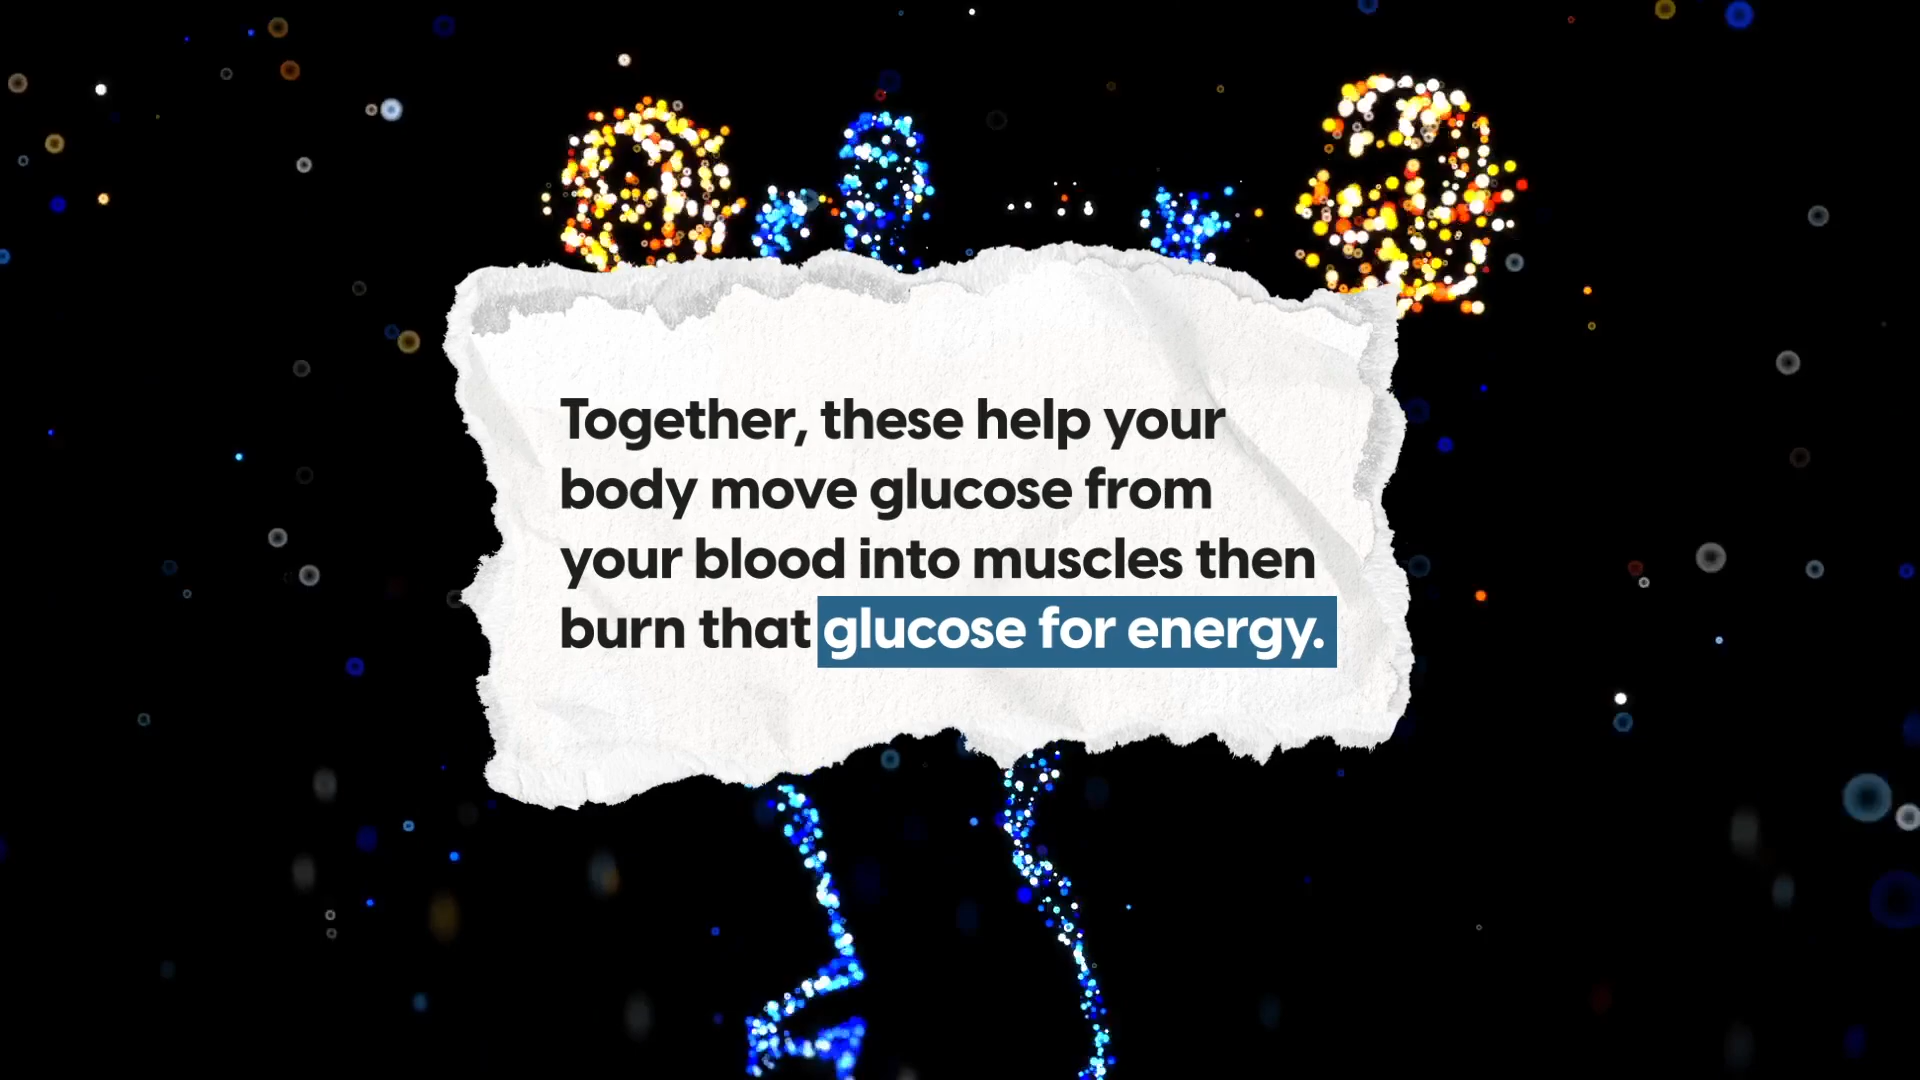 Together, these help your
body move glucose from
your blood into muscles then
burn that glucose for energy.